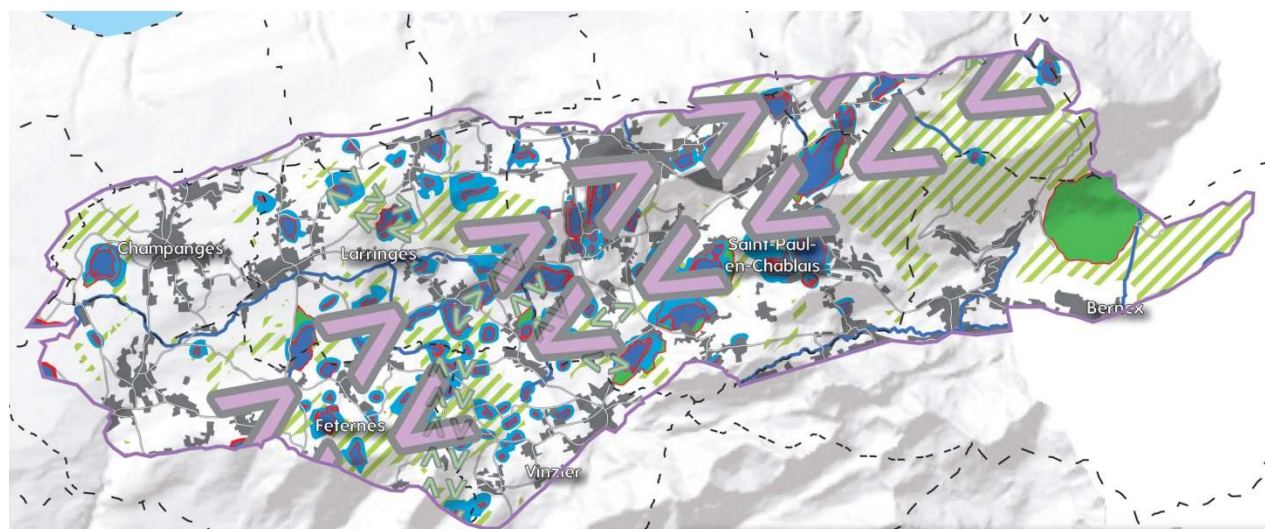 Champanges
Larringes
Saint-Paul-
en-Chablais
Bernex
Féternes
Vinzier